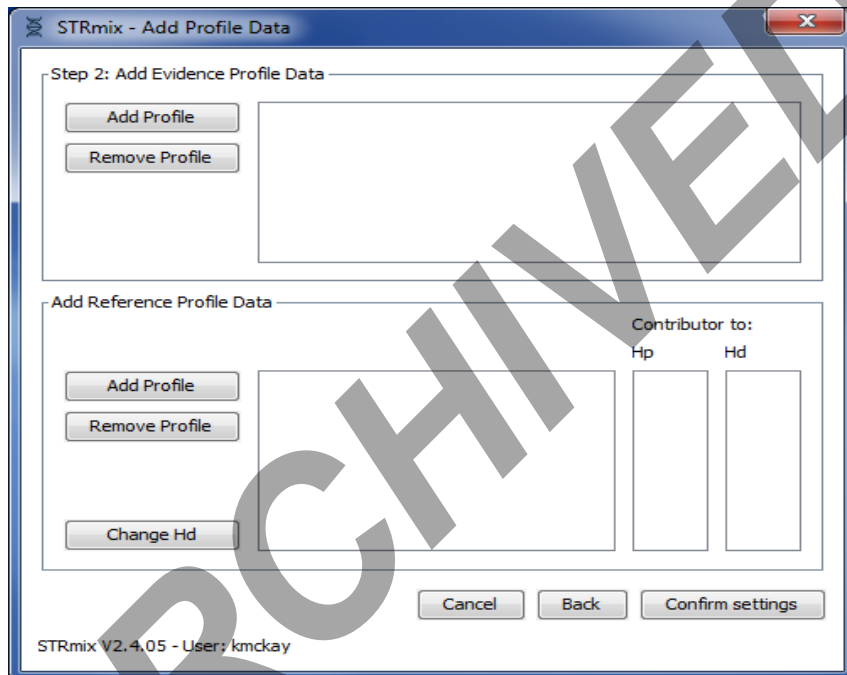 STRmix - Add Profile Data
Step 2: Add Evidence Profile Data
Add Profile
Remove Profile
Add Reference Profile Data
Contributor to:
Hp Hd
Add Profile
Remove Profile
Change Hd
Cancel Back Confirm settings
STRmix V2.4.05 - User: kmckay
RCHIVED